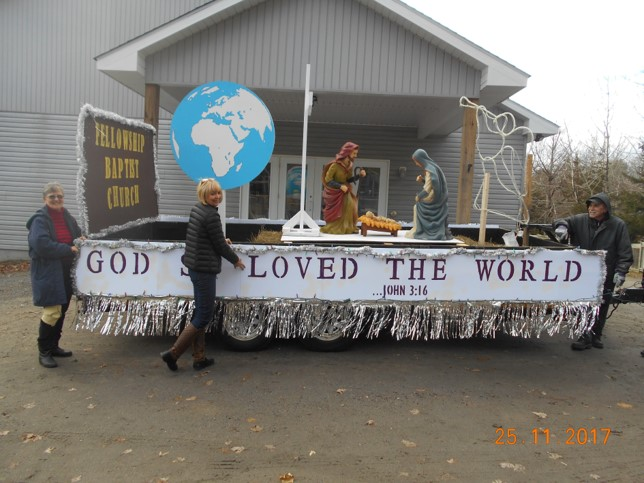 FELLOWSHIP
BAPTIST
CHURCH
GOD S LOVED THE WORLD
...JOHN 3:16
25 11 2017